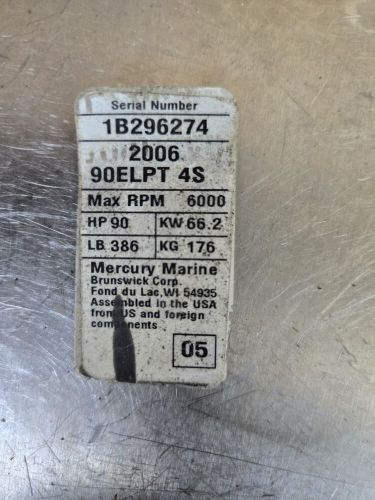 Serial Number
1B296274
2006
90ELPT 4S
Max RPM 6000
HP 90 KW 66.2
LB 386 KG 176
Mercury Marine
Brunswick Corp.
Fond du Lac, WI 54935
Assembled in the USA
from US and foreign
components
05